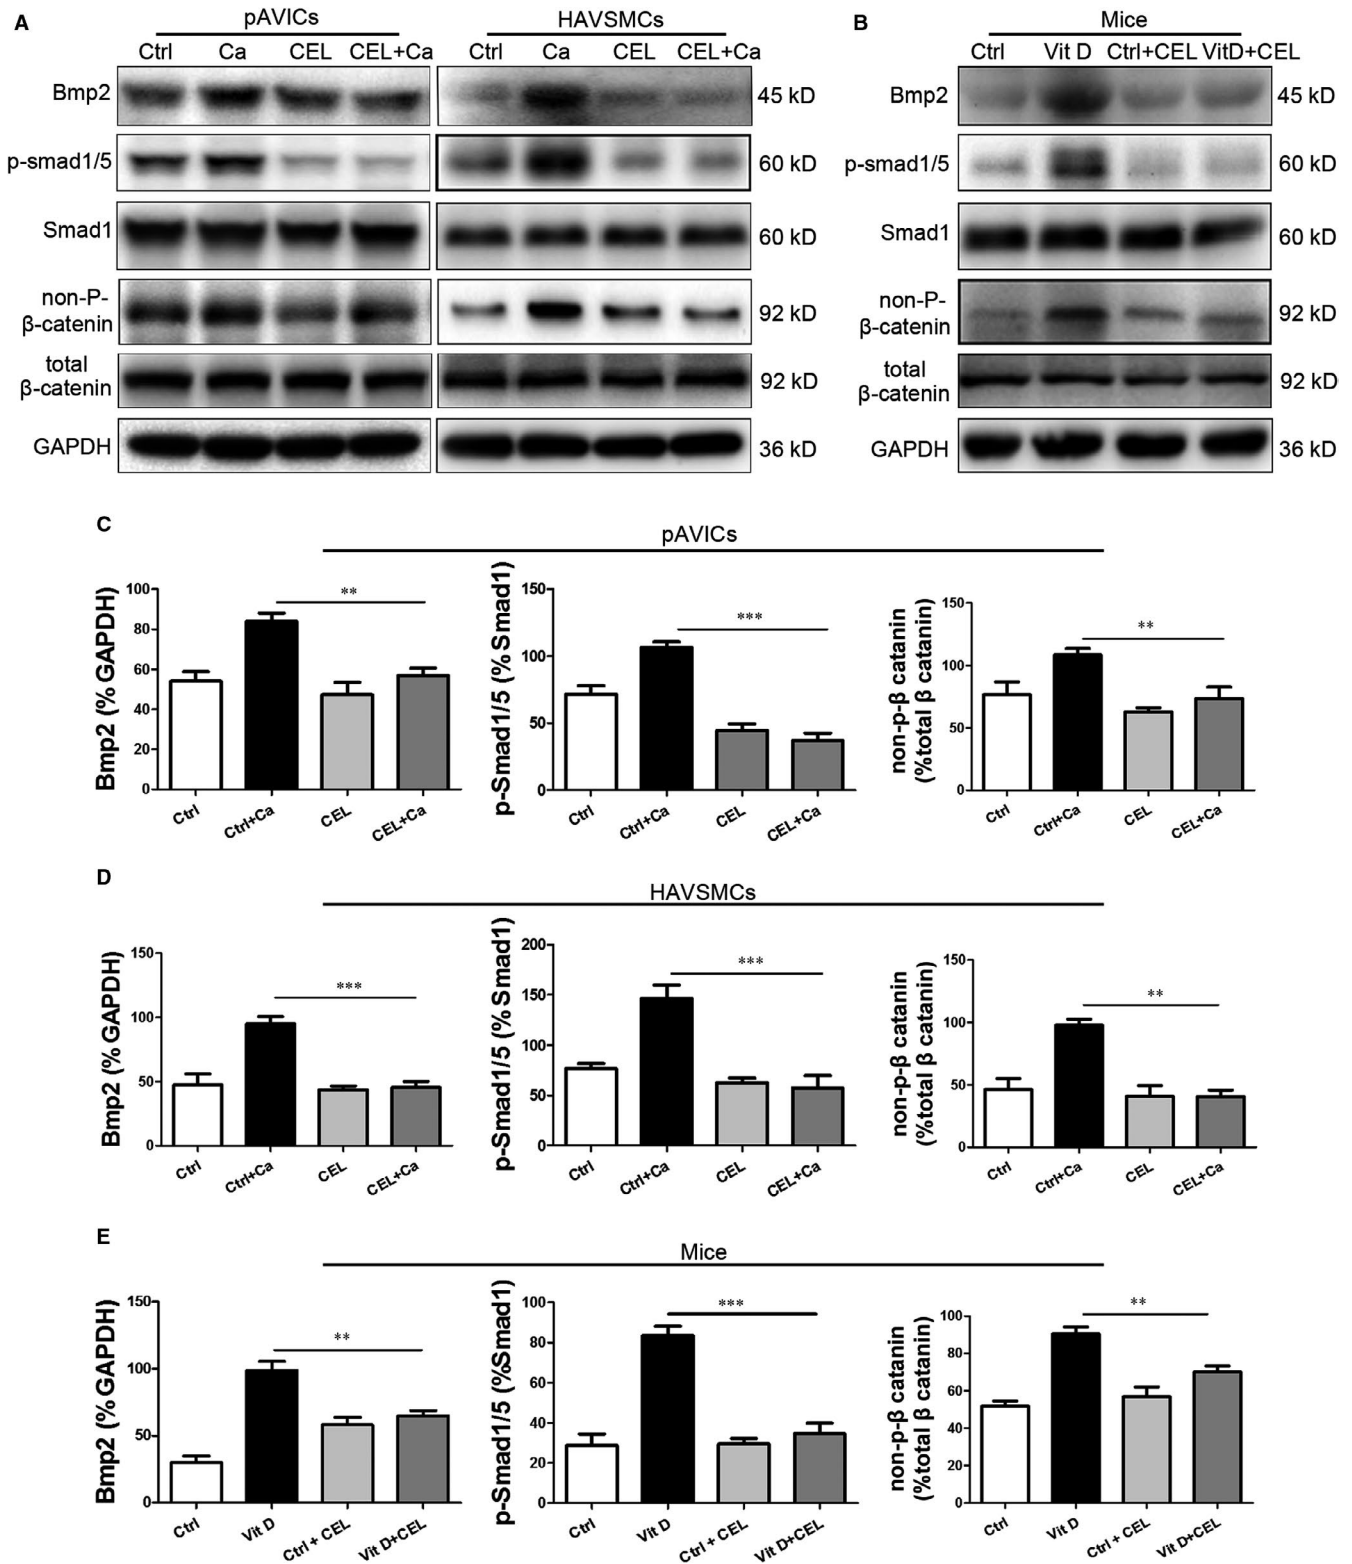 A
pAVICs
HAVSMCs
Ctrl Ca CEL CEL+Ca Ctrl Ca CEL CEL+Ca
Bmp2 45 kD
p-smad1/5 60 kD
Smad1 60 kD
non-P-
β-catenin 92 kD
total
β-catenin 92 kD
GAPDH 36 kD
B
Mice
Ctrl Vit D Ctrl+CEL VitD+CEL
Bmp2 45 kD
p-smad1/5 60 kD
Smad1 60 kD
non-P-
β-catenin 92 kD
total
β-catenin 92 kD
GAPDH 36 kD
C
pAVICs
Bmp2 (% GAPDH)
100
80
60
40
20
0
**
Ctrl Ctrl+Ca CEL CEL+Ca
p-Smad1/5 (% Smad1)
150
100
50
0
***
Ctrl Ctrl+Ca CEL CEL+Ca
non-p-β catanin
(%total β catanin)
150
100
50
0
**
Ctrl Ctrl+Ca CEL CEL+Ca
D
HAVSMCs
Bmp2 (% GAPDH)
150
100
50
0
***
Ctrl Ctrl+Ca CEL CEL+Ca
p-Smad1/5 (% Smad1)
200
150
100
50
0
***
Ctrl Ctrl+Ca CEL CEL+Ca
non-p-β catanin
(%total β catanin)
150
100
50
0
**
Ctrl Ctrl+Ca CEL CEL+Ca
E
Mice
Bmp2 (% GAPDH)
150
100
50
0
**
Ctrl Vit D Ctrl + CEL Vit D+CEL
p-Smad1/5 (%Smad1)
100
80
60
40
20
0
***
Ctrl Vit D Ctrl + CEL Vit D+CEL
non-p-β catanin
(%total β catanin)
100
80
60
40
20
0
**
Ctrl Vit D Ctrl + CEL Vit D+CEL